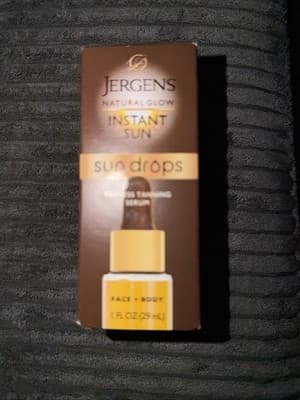 JERGENS
NATURAL GLOW
INSTANT
SUN
sun drops
TANNING
SERUM
FACE + BODY
1 FL OZ (29 mL)